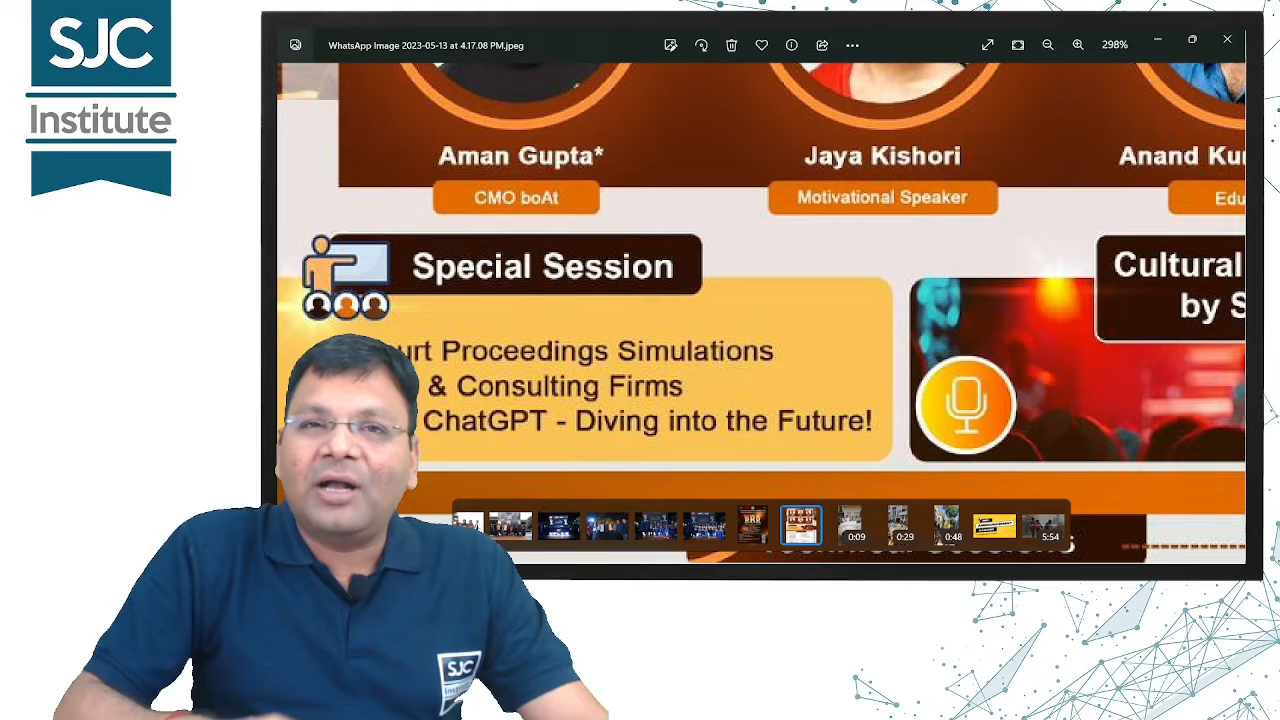 SJC
Institute
WhatsApp Image 2023-05-13 at 4.17.08 PM.jpeg
298%
Aman Gupta*
Jaya Kishori
Anand Ku
CMO boAt
Motivational Speaker
Edu
Special Session
Cultural
by S
urt Proceedings Simulations
& Consulting Firms
ChatGPT - Diving into the Future!
RRR
0:09
0:29
0:48
5:54
SJC